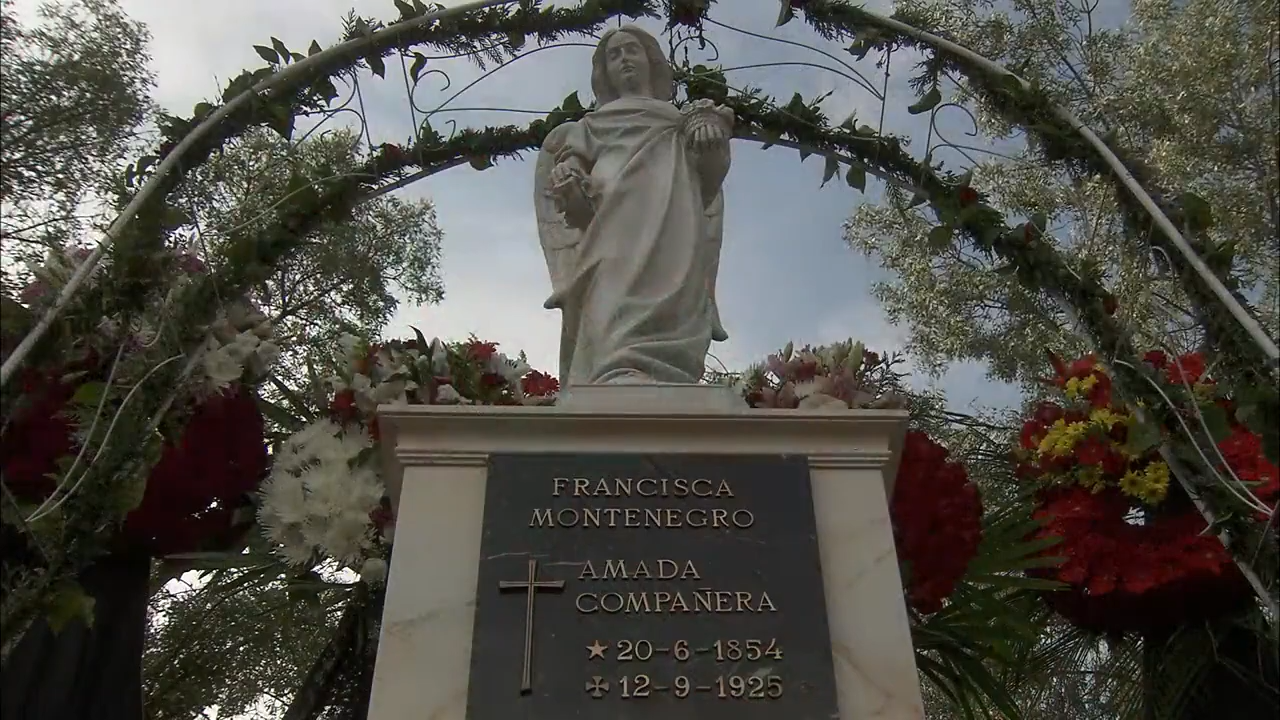 FRANCISCA
MONTENEGRO
AMADA
COMPAÑERA
★ 20-6-1854
✠ 12-9-1925